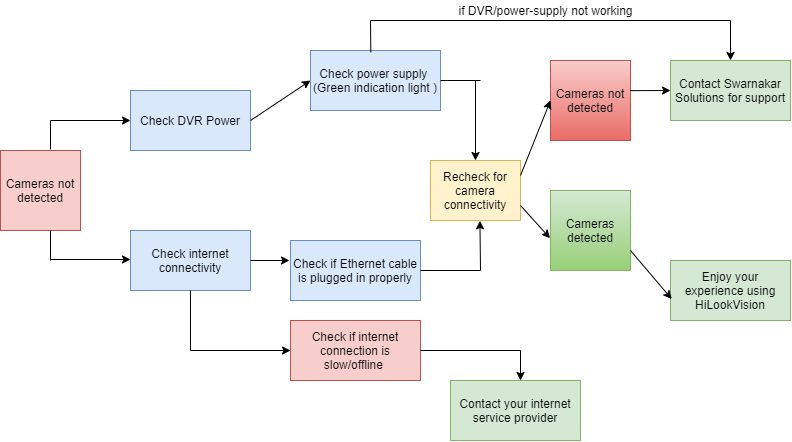 if DVR/power-supply not working
Check power supply
(Green indication light )
Cameras not
detected
Contact Swarnakar
Solutions for support
Check DVR Power
Cameras not
detected
Recheck for
camera
connectivity
Cameras
detected
Check internet
connectivity
Check if Ethernet cable
is plugged in properly
Enjoy your
experience using
HiLookVision
Check if internet
connection is
slow/offline
Contact your internet
service provider